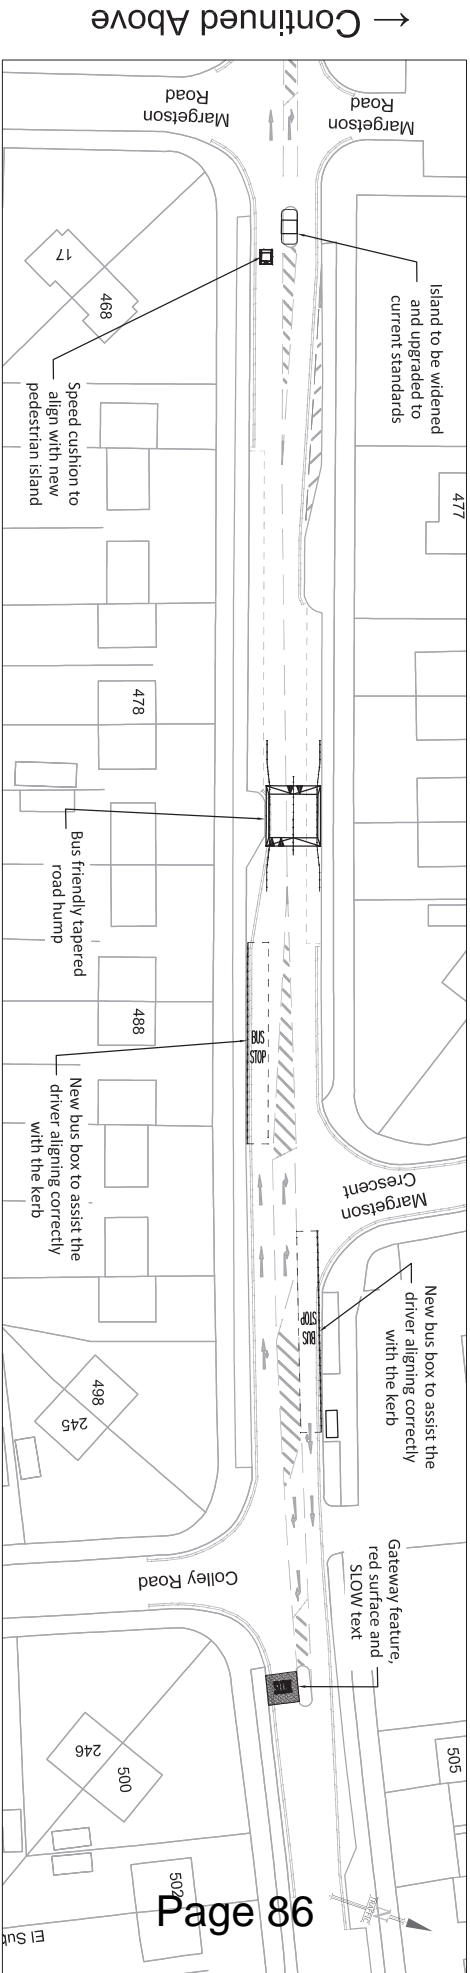 ← Continued Above
Margetson
Road
Margetson
Road
17
468
Island to be widened
and upgraded to
current standards
Speed cushion to
align with new
pedestrian island
477
478
Bus friendly tapered
road hump
488
BUS
STOP
New bus box to assist the
driver aligning correctly
with the kerb
Margetson
Crescent
BUS
STOP
New bus box to assist the
driver aligning correctly
with the kerb
498
245
Colley Road
Gateway feature,
red surface and
SLOW text
SLOW
246
500
505
502
TRAFFIC
N
El Sub
Page 86